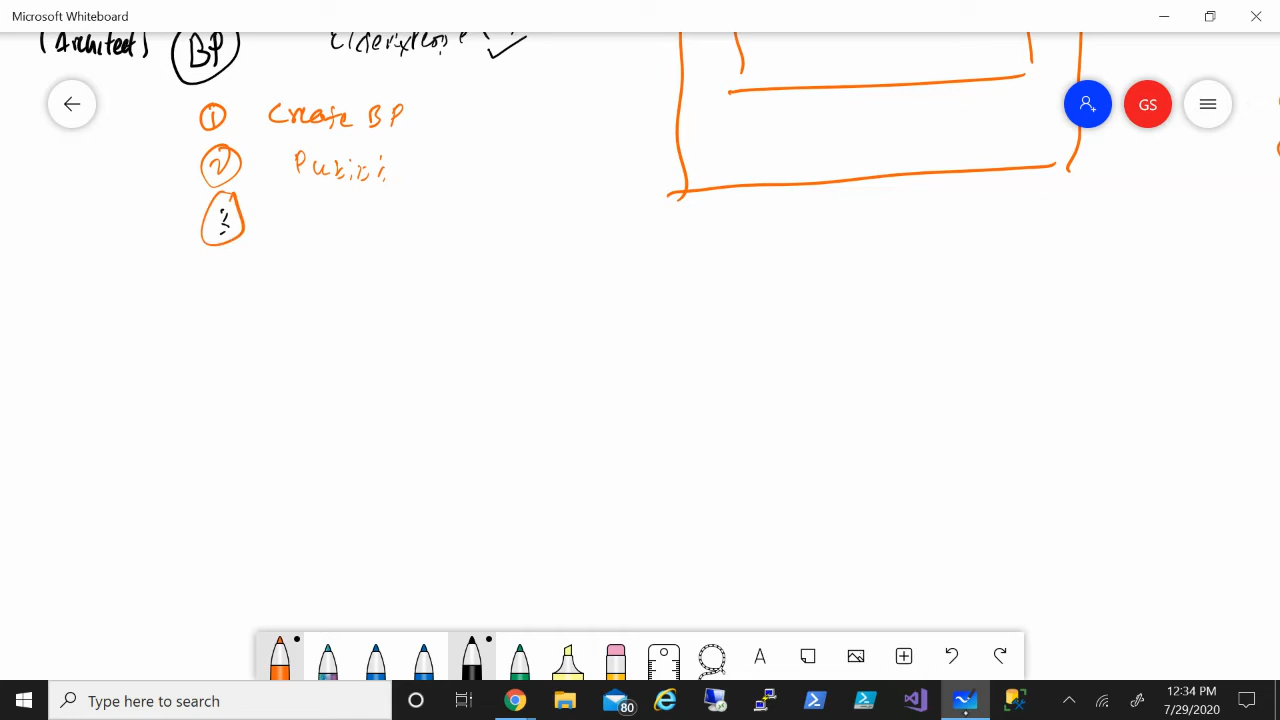 Microsoft Whiteboard
(Architect) BP
GS
1 Create BP
2
3
A
80
Type here to search
12:34 PM
7/29/2020